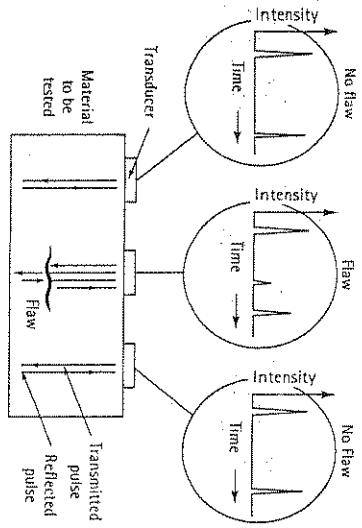 Intensity
No flaw
Time
Intensity
Flaw
Time
Intensity
No flaw
Time
Transducer
Material
to be
tested
Flaw
Transmitted
pulse
Reflected
pulse